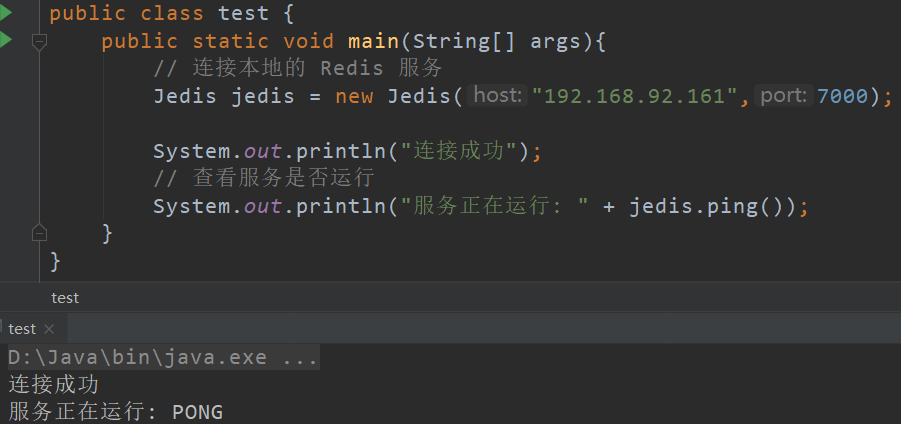 public class test {
public static void main(String[] args){
// 连接本地的 Redis 服务
Jedis jedis = new Jedis( host: "192.168.92.161", port: 7000);
System.out.println("连接成功");
// 查看服务是否运行
System.out.println("服务正在运行: " + jedis.ping());
}
}
test
test ×
D:\Java\bin\java.exe ...
连接成功
服务正在运行: PONG